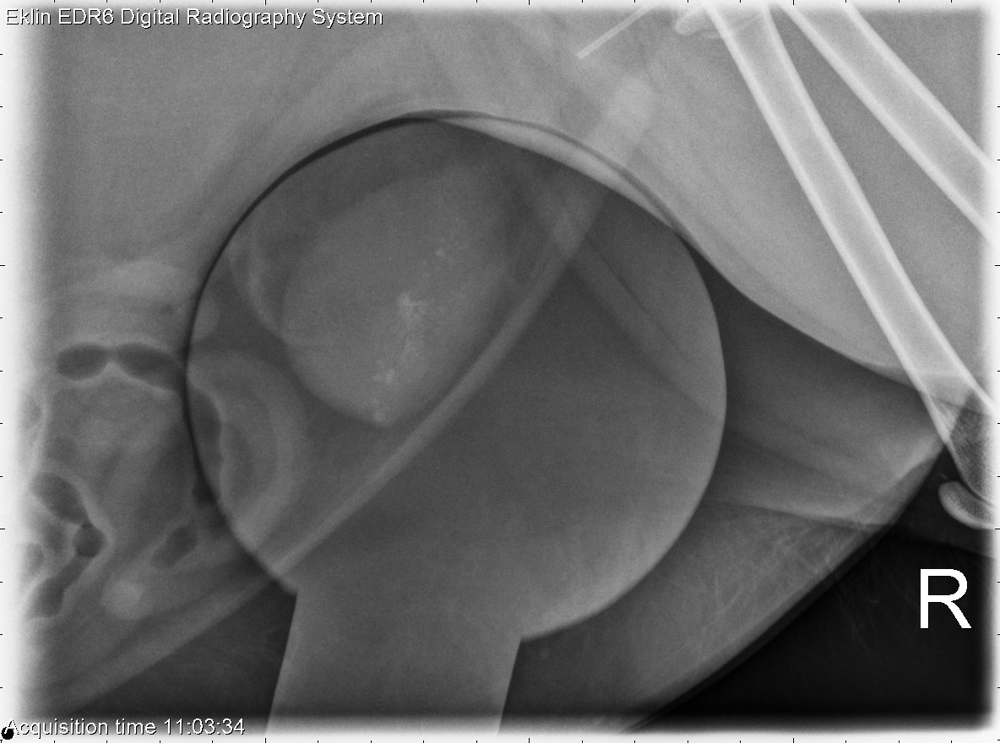 Eklin EDR6 Digital Radiography System
R
Acquisition time 11:03:34